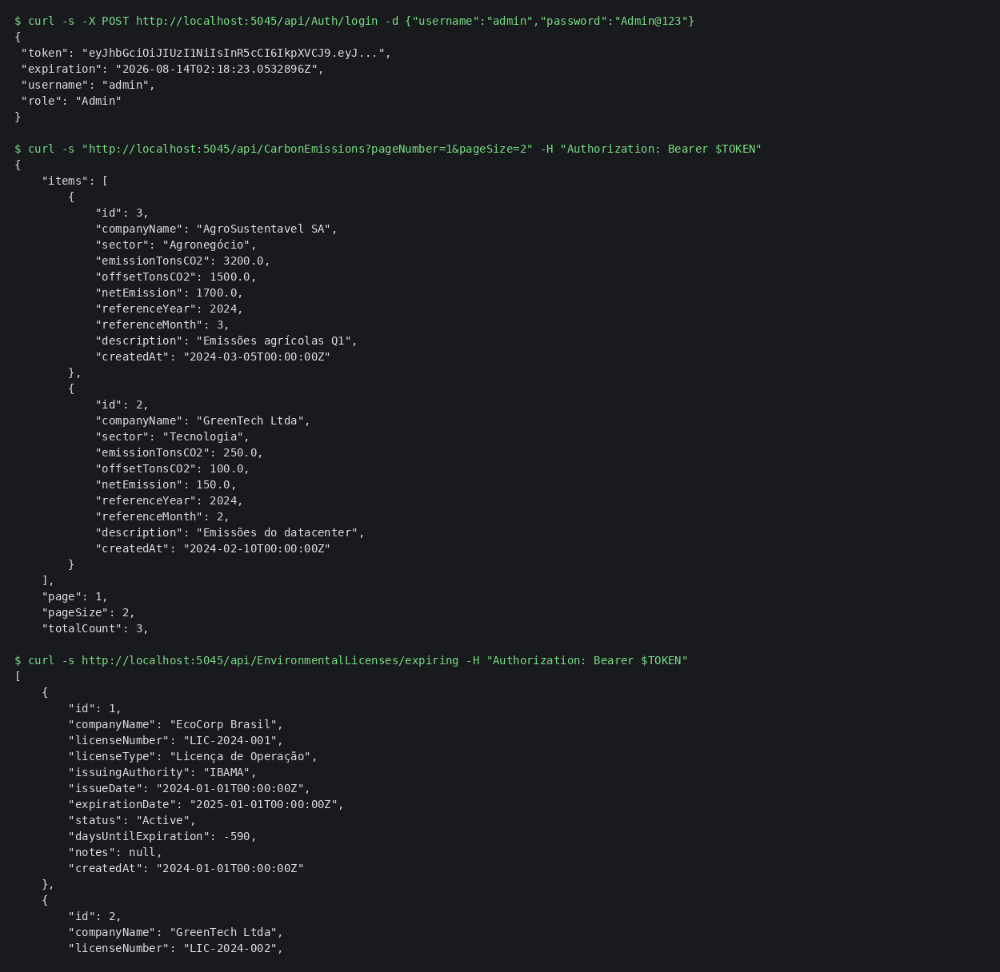 $ curl -s -X POST http://localhost:5045/api/Auth/login -d {"username":"admin","password":"Admin@123"}
{
 "token": "eyJhbGciOiJIUzI1NiIsInR5cCI6IkpXVCJ9.eyJ...",
 "expiration": "2026-08-14T02:18:23.0532896Z",
 "username": "admin",
 "role": "Admin"
}

$ curl -s "http://localhost:5045/api/CarbonEmissions?pageNumber=1&pageSize=2" -H "Authorization: Bearer $TOKEN"
{
    "items": [
        {
            "id": 3,
            "companyName": "AgroSustentavel SA",
            "sector": "Agronegócio",
            "emissionTonsCO2": 3200.0,
            "offsetTonsCO2": 1500.0,
            "netEmission": 1700.0,
            "referenceYear": 2024,
            "referenceMonth": 3,
            "description": "Emissões agrícolas Q1",
            "createdAt": "2024-03-05T00:00:00Z"
        },
        {
            "id": 2,
            "companyName": "GreenTech Ltda",
            "sector": "Tecnologia",
            "emissionTonsCO2": 250.0,
            "offsetTonsCO2": 100.0,
            "netEmission": 150.0,
            "referenceYear": 2024,
            "referenceMonth": 2,
            "description": "Emissões do datacenter",
            "createdAt": "2024-02-10T00:00:00Z"
        }
    ],
    "page": 1,
    "pageSize": 2,
    "totalCount": 3,

$ curl -s http://localhost:5045/api/EnvironmentalLicenses/expiring -H "Authorization: Bearer $TOKEN"
[
    {
        "id": 1,
        "companyName": "EcoCorp Brasil",
        "licenseNumber": "LIC-2024-001",
        "licenseType": "Licença de Operação",
        "issuingAuthority": "IBAMA",
        "issueDate": "2024-01-01T00:00:00Z",
        "expirationDate": "2025-01-01T00:00:00Z",
        "status": "Active",
        "daysUntilExpiration": -590,
        "notes": null,
        "createdAt": "2024-01-01T00:00:00Z"
    },
    {
        "id": 2,
        "companyName": "GreenTech Ltda",
        "licenseNumber": "LIC-2024-002",